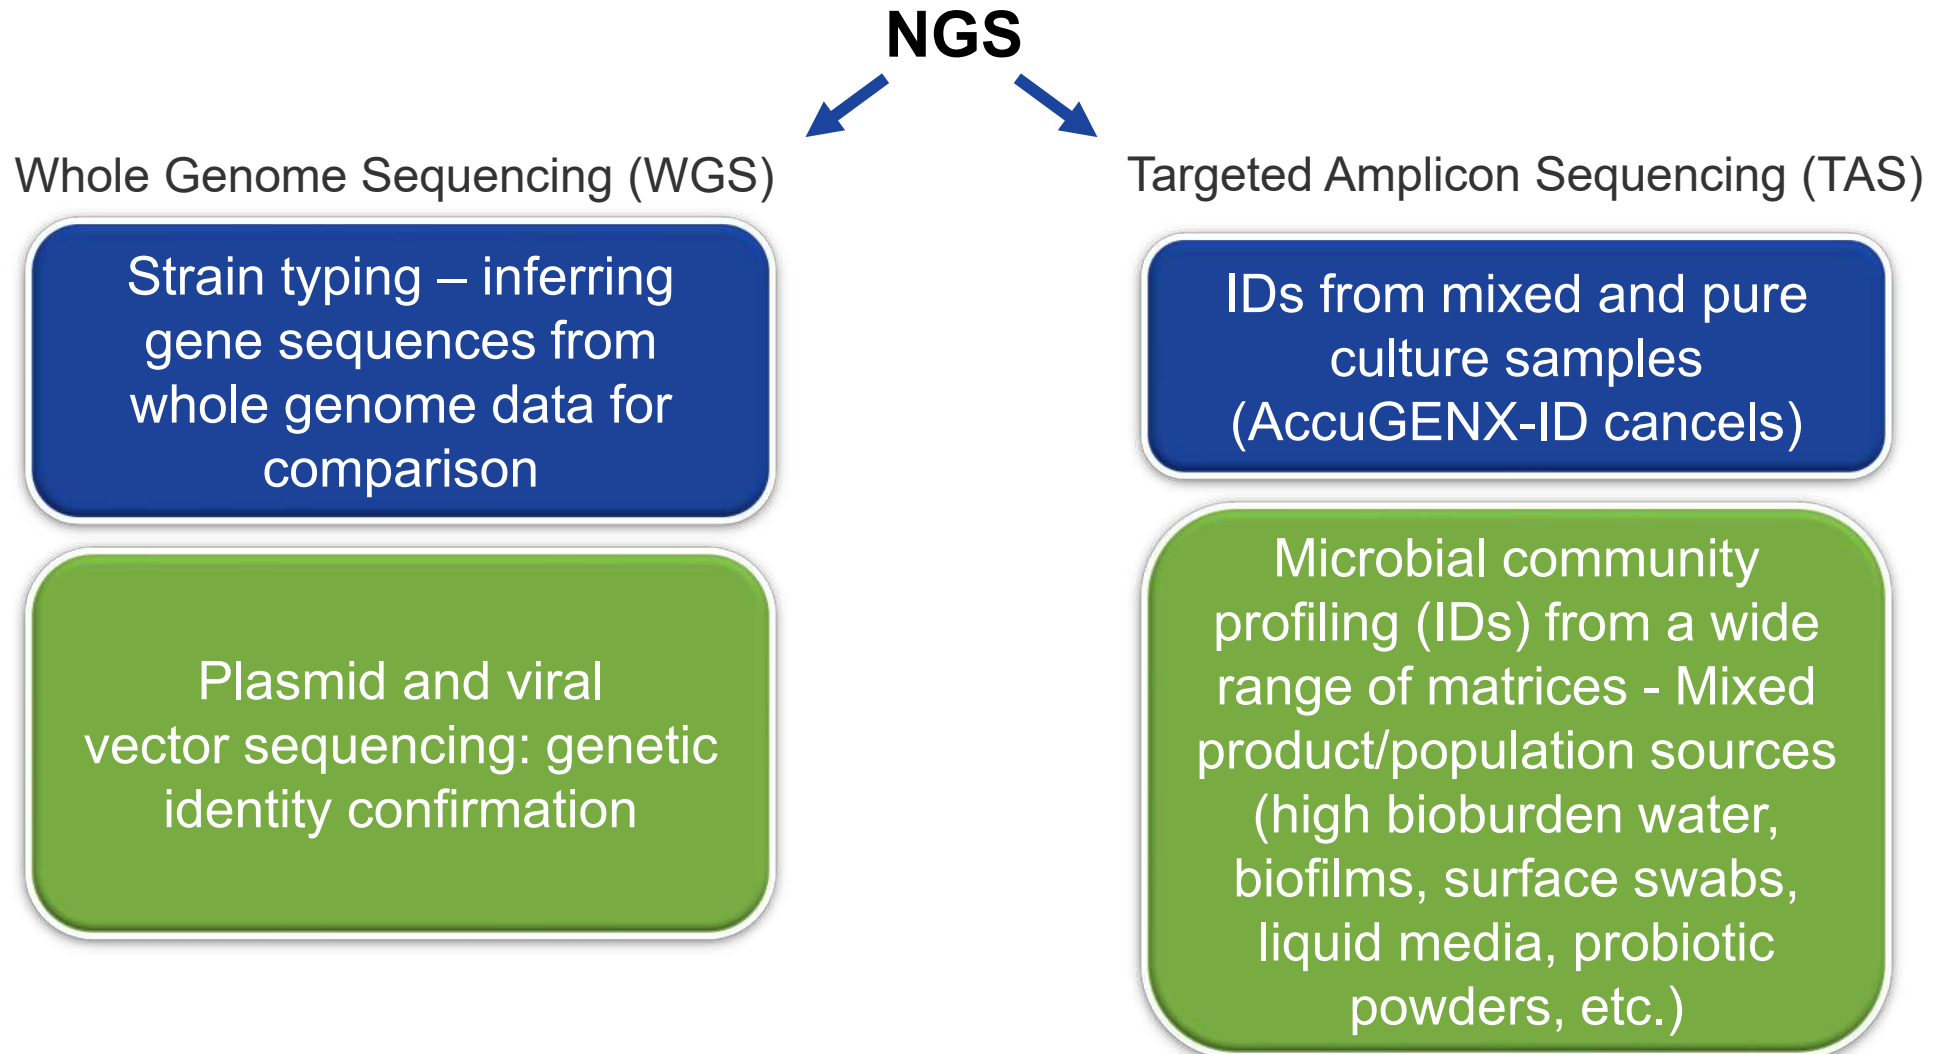 NGS
Whole Genome Sequencing (WGS)
Strain typing – inferring
gene sequences from
whole genome data for
comparison
Plasmid and viral
vector sequencing: genetic
identity confirmation
Targeted Amplicon Sequencing (TAS)
IDs from mixed and pure
culture samples
(AccuGENX-ID cancels)
Microbial community
profiling (IDs) from a wide
range of matrices - Mixed
product/population sources
(high bioburden water,
biofilms, surface swabs,
liquid media, probiotic
powders, etc.)